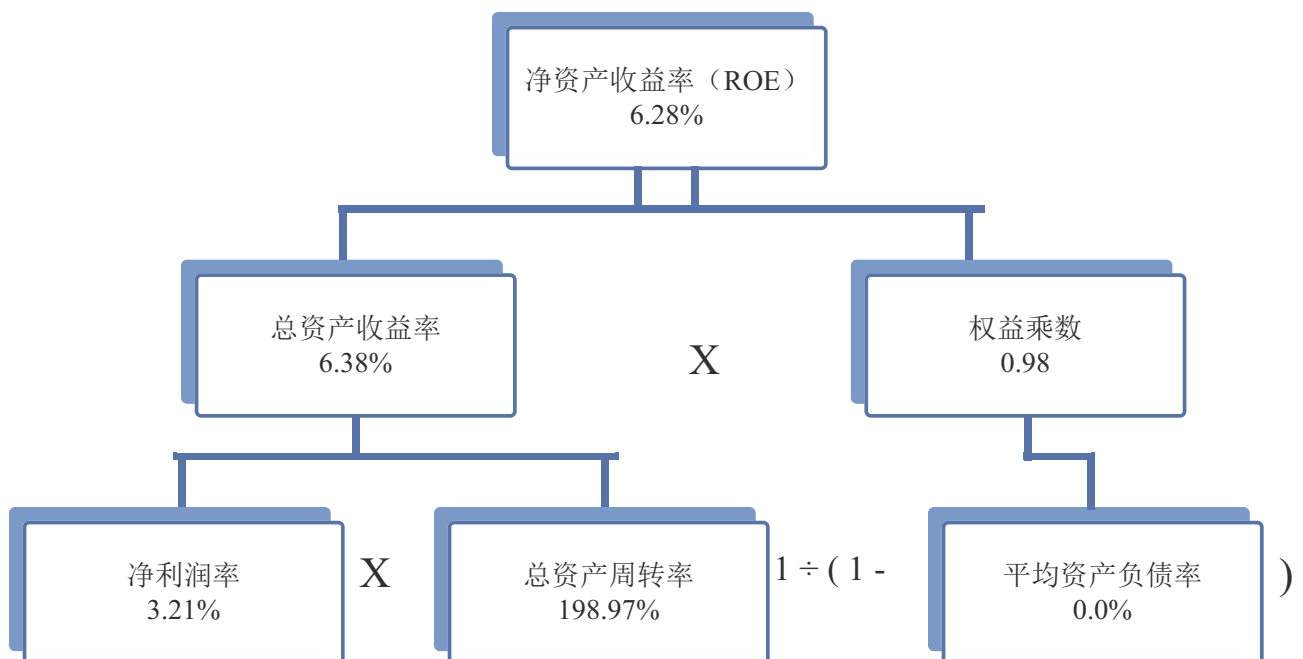 净资产收益率（ROE）
6.28%
总资产收益率
6.38%
X
权益乘数
0.98
净利润率
3.21%
X
总资产周转率
198.97%
1 ÷ ( 1 -
平均资产负债率
0.0%
)